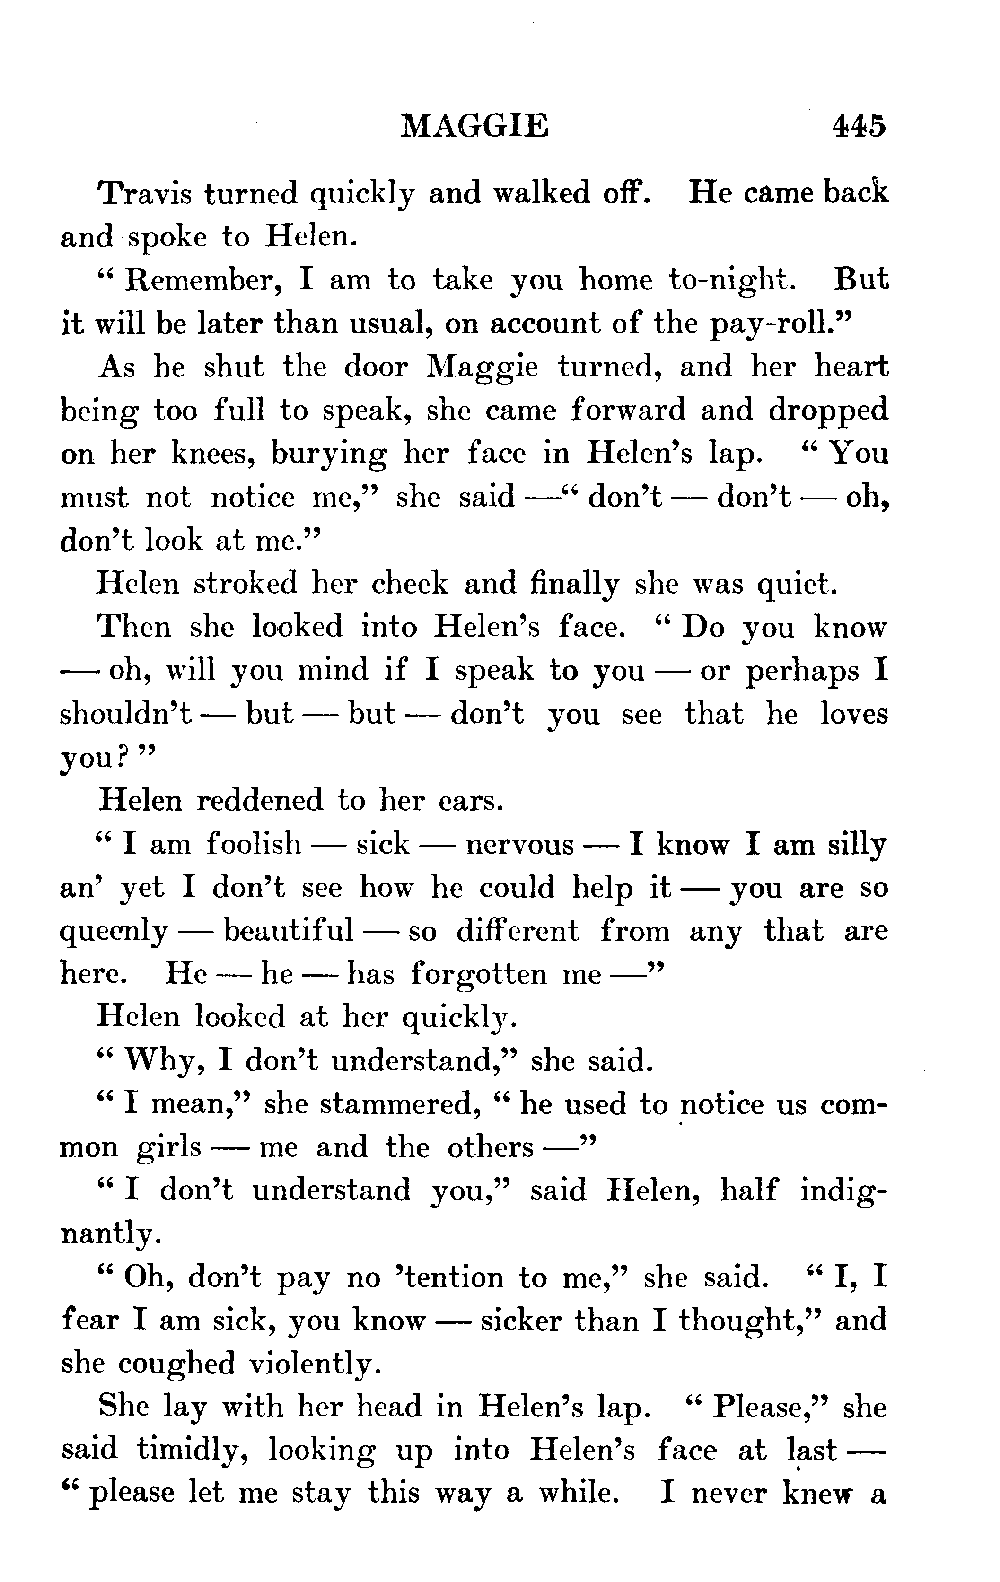 MAGGIE 445
Travis turned quickly and walked off. He came back
and spoke to Helen.
“ Remember, I am to take you home to-night. But
it will be later than usual, on account of the pay-roll.”
As he shut the door Maggie turned, and her heart
being too full to speak, she came forward and dropped
on her knees, burying her face in Helen’s lap. “ You
must not notice me,” she said —“ don’t — don’t — oh,
don’t look at me.”
Helen stroked her cheek and finally she was quiet.
Then she looked into Helen’s face. “ Do you know
— oh, will you mind if I speak to you — or perhaps I
shouldn’t — but — but — don’t you see that he loves
you? ”
Helen reddened to her ears.
“ I am foolish — sick — nervous — I know I am silly
an’ yet I don’t see how he could help it — you are so
queenly — beautiful — so different from any that are
here. He — he — has forgotten me —”
Helen looked at her quickly.
“ Why, I don’t understand,” she said.
“ I mean,” she stammered, “ he used to notice us com-
mon girls — me and the others —”
“ I don’t understand you,” said Helen, half indig-
nantly.
“ Oh, don’t pay no ’tention to me,” she said. “ I, I
fear I am sick, you know — sicker than I thought,” and
she coughed violently.
She lay with her head in Helen’s lap. “ Please,” she
said timidly, looking up into Helen’s face at last —
“ please let me stay this way a while. I never knew a